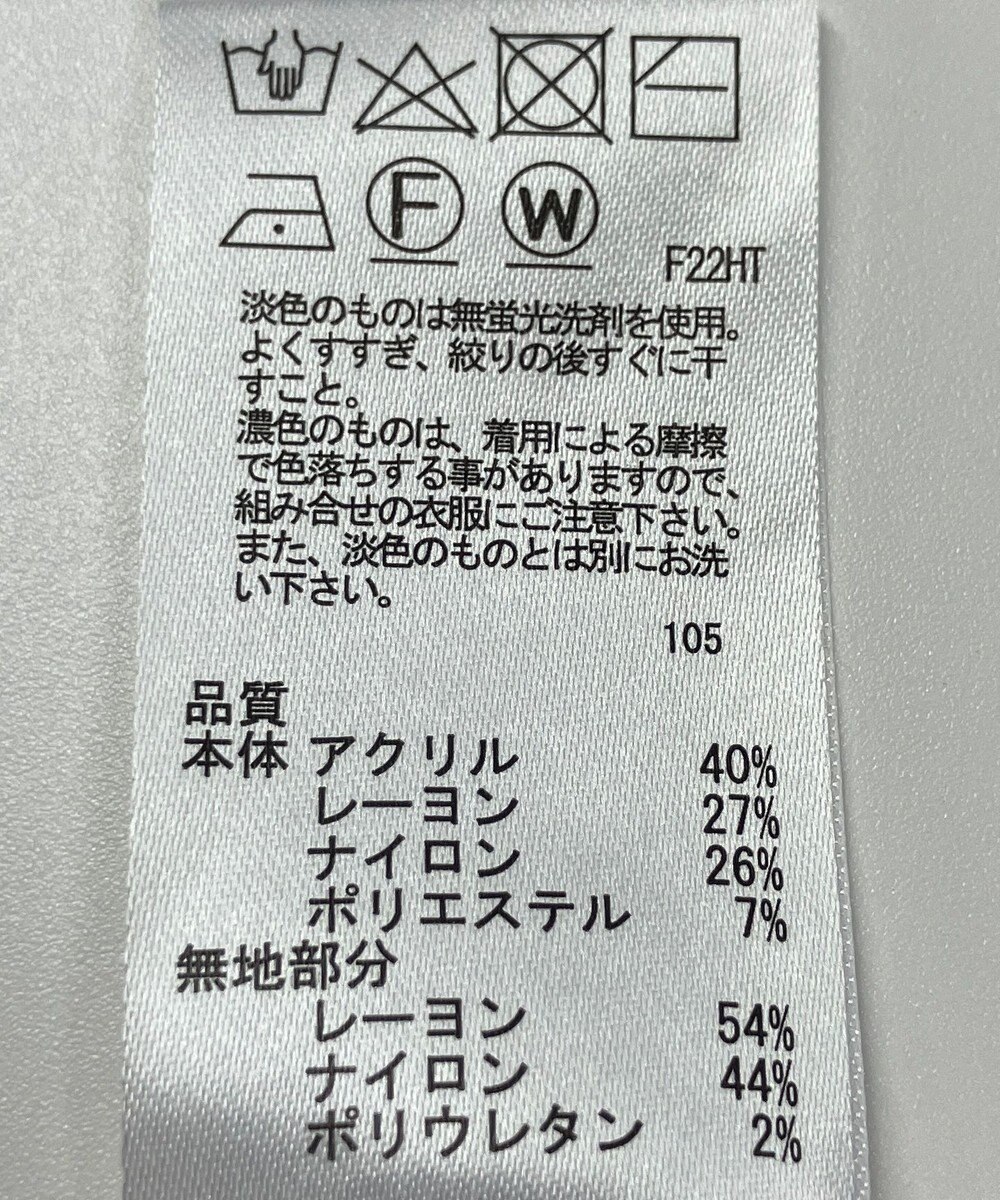 F W
F22HT
淡色のものは無蛍光洗剤を使用。
よくすすぎ、絞りの後すぐに干
すこと。
濃色のものは、着用による摩擦
で色落ちする事がありますので、
組み合せの衣服にご注意下さい。
また、淡色のものとは別にお洗
い下さい。
105
品質
本体 アクリル 40%
レーヨン 27%
ナイロン 26%
ポリエステル 7%
無地部分
レーヨン 54%
ナイロン 44%
ポリウレタン 2%